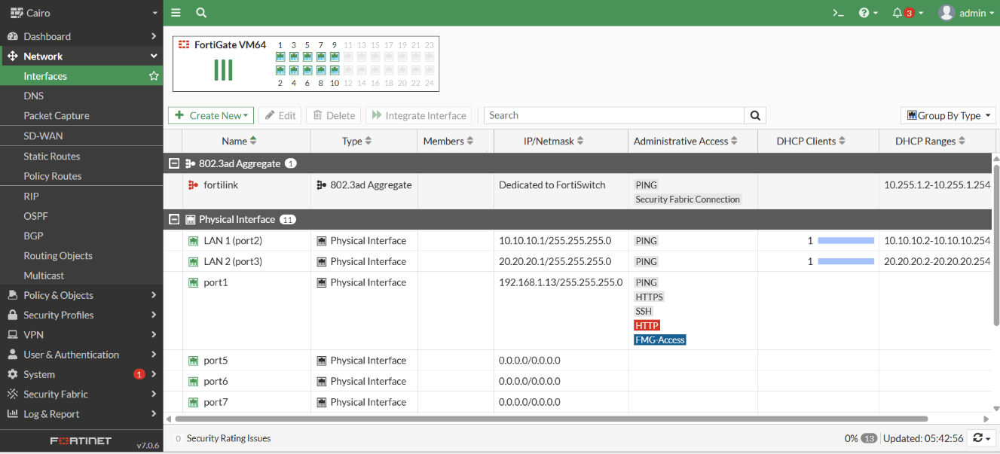 Cairo
Dashboard
Network
Interfaces
DNS
Packet Capture
SD-WAN
Static Routes
Policy Routes
RIP
OSPF
BGP
Routing Objects
Multicast
Policy & Objects
Security Profiles
VPN
User & Authentication
System 1
Security Fabric
Log & Report
FORTINET v7.0.6
>_ ? 3 admin
FortiGate VM64 1 3 5 7 9 11 13 15 17 19 21 23
2 4 6 8 10 12 14 16 18 20 22 24
+ Create New Edit Delete Integrate Interface Search Group By Type
Name Type Members IP/Netmask Administrative Access DHCP Clients DHCP Ranges
802.3ad Aggregate 1
fortilink 802.3ad Aggregate Dedicated to FortiSwitch PING 10.255.1.2-10.255.1.254
Security Fabric Connection
Physical Interface 11
LAN 1 (port2) Physical Interface 10.10.10.1/255.255.255.0 PING 1 10.10.10.2-10.10.10.254
LAN 2 (port3) Physical Interface 20.20.20.1/255.255.255.0 PING 1 20.20.20.2-20.20.20.254
port1 Physical Interface 192.168.1.13/255.255.255.0 PING
HTTPS
SSH
HTTP
FMG-Access
port5 Physical Interface 0.0.0.0/0.0.0.0
port6 Physical Interface 0.0.0.0/0.0.0.0
port7 Physical Interface 0.0.0.0/0.0.0.0
0 Security Rating Issues 0% 13 Updated: 05:42:56